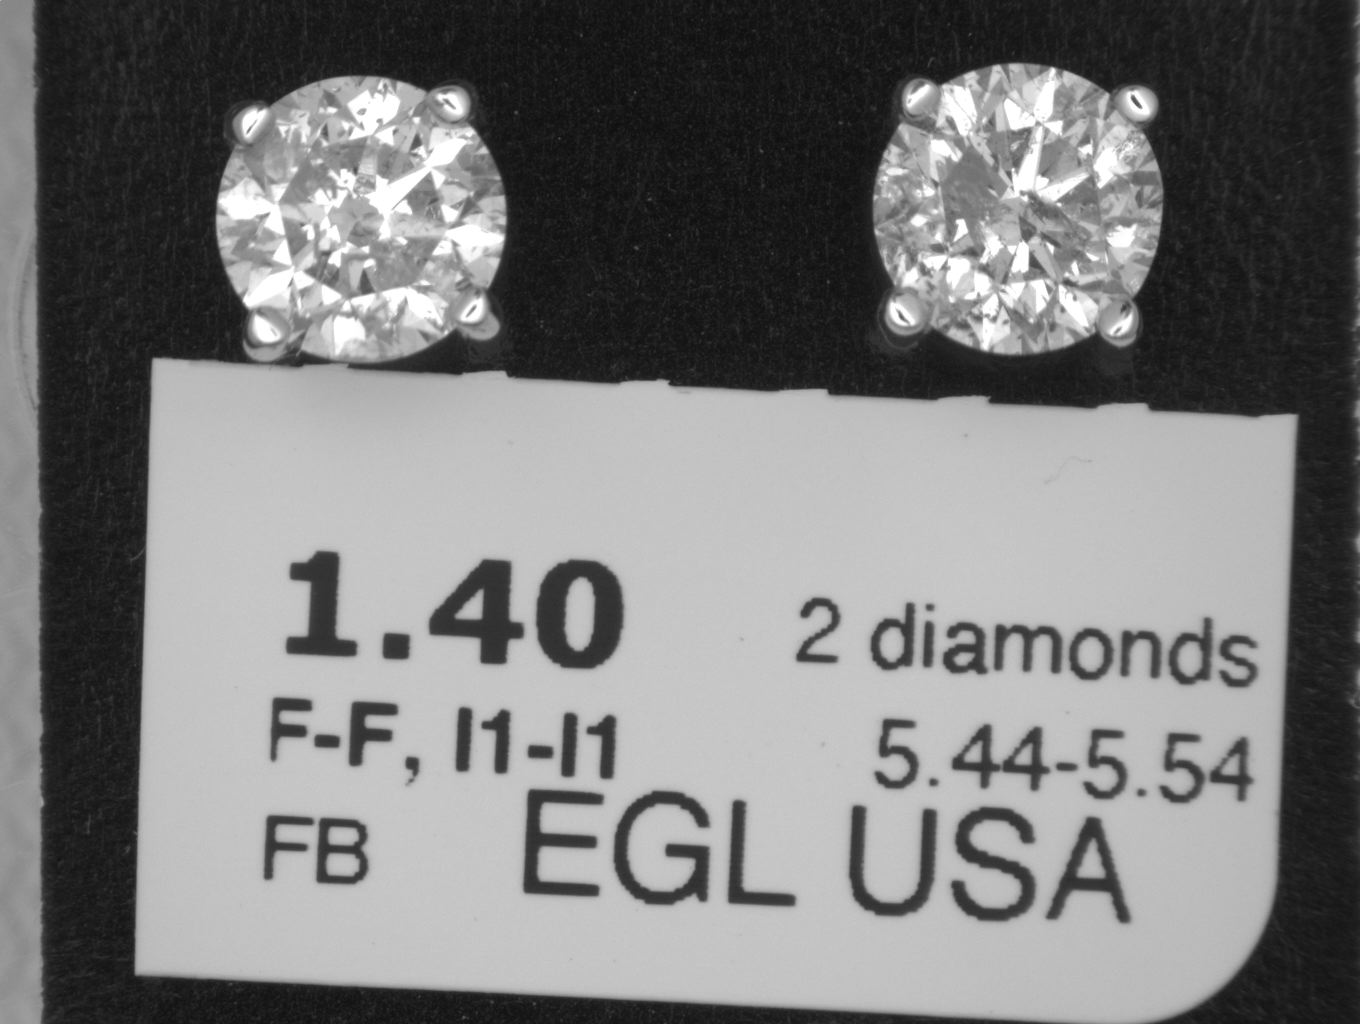 1.40 2 diamonds
F-F, I1-I1 5.44-5.54
FB EGL USA